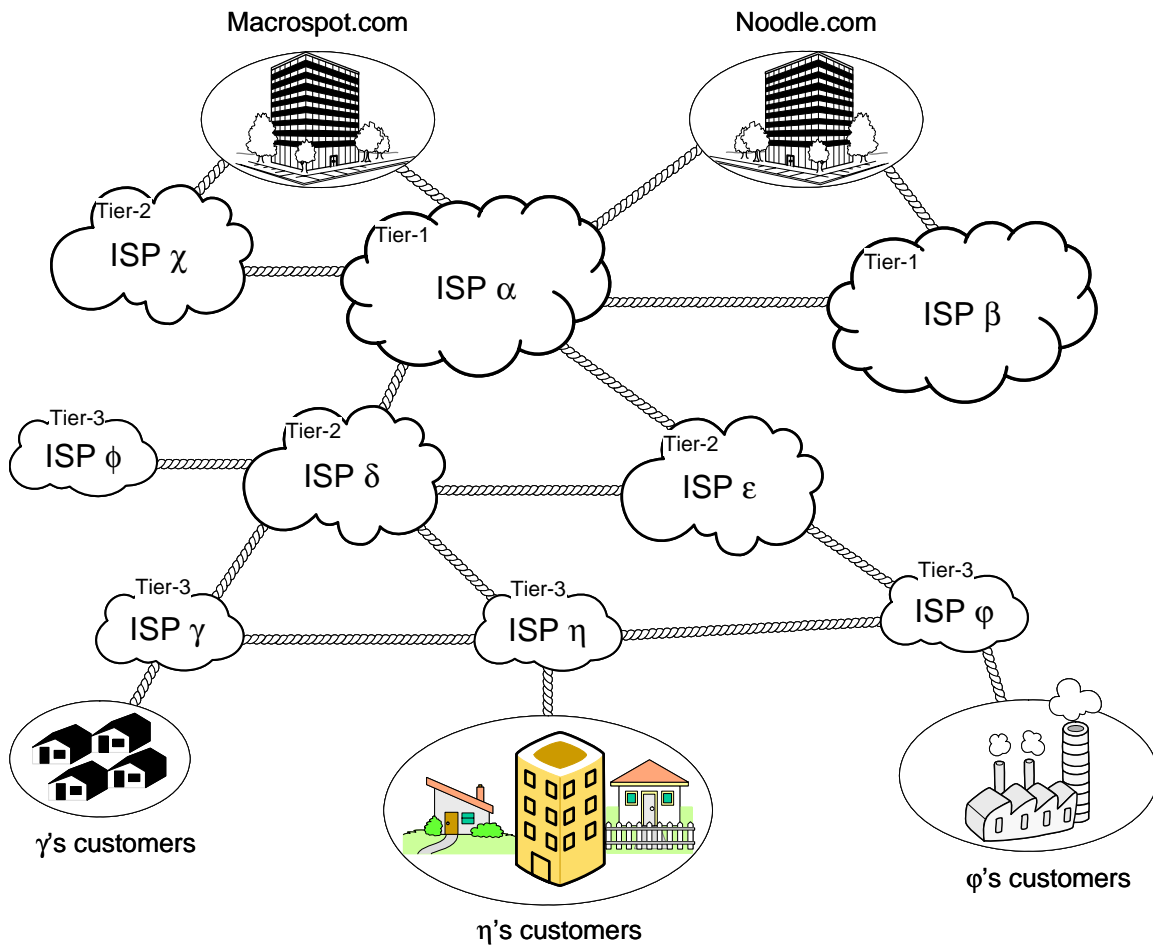 Macrospot.com
Noodle.com
Tier-2
ISP χ
Tier-1
ISP α
Tier-1
ISP β
Tier-3
ISP ϕ
Tier-2
ISP δ
Tier-2
ISP ε
Tier-3
ISP γ
Tier-3
ISP η
Tier-3
ISP φ
γ's customers
η's customers
φ's customers